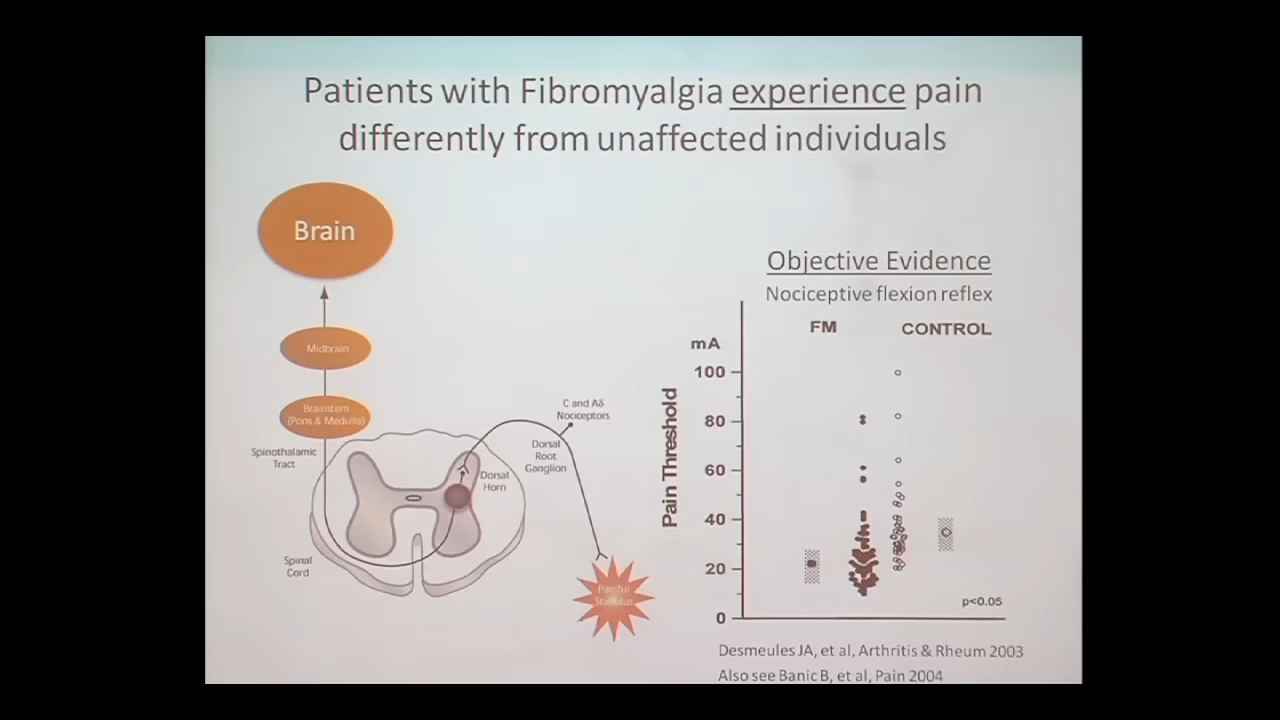 Patients with Fibromyalgia experience pain
differently from unaffected individuals
Brain
Midbrain
Brainstem
(Pons & Medulla)
Spinothalamic
Tract
Spinal
Cord
Dorsal
Horn
C and Aδ
Nociceptors
Dorsal
Root
Ganglion
Painful
Stimulus
Objective Evidence
Nociceptive flexion reflex
FM
CONTROL
mA
Pain Threshold
100
80
60
40
20
0
p<0.05
Desmeules JA, et al, Arthritis & Rheum 2003
Also see Banic B, et al, Pain 2004